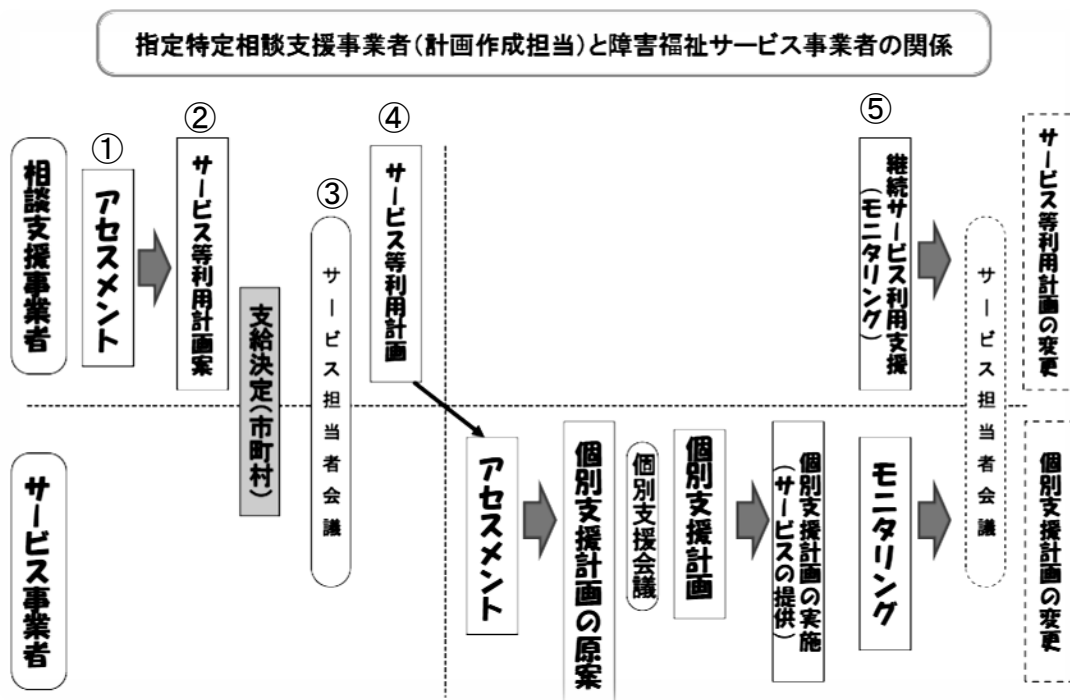 指定特定相談支援事業者(計画作成担当)と障害福祉サービス事業者の関係
相談支援事業者
①
アセスメント
②
サービス等利用計画案
支給決定(市町村)
③
サービス担当者会議
④
サービス等利用計画
⑤
継続サービス利用支援
(モニタリング)
サービス担当者会議
サービス等利用計画の変更
サービス事業者
アセスメント
個別支援計画の原案
個別支援会議
個別支援計画
個別支援計画の実施
(サービスの提供)
モニタリング
個別支援計画の変更